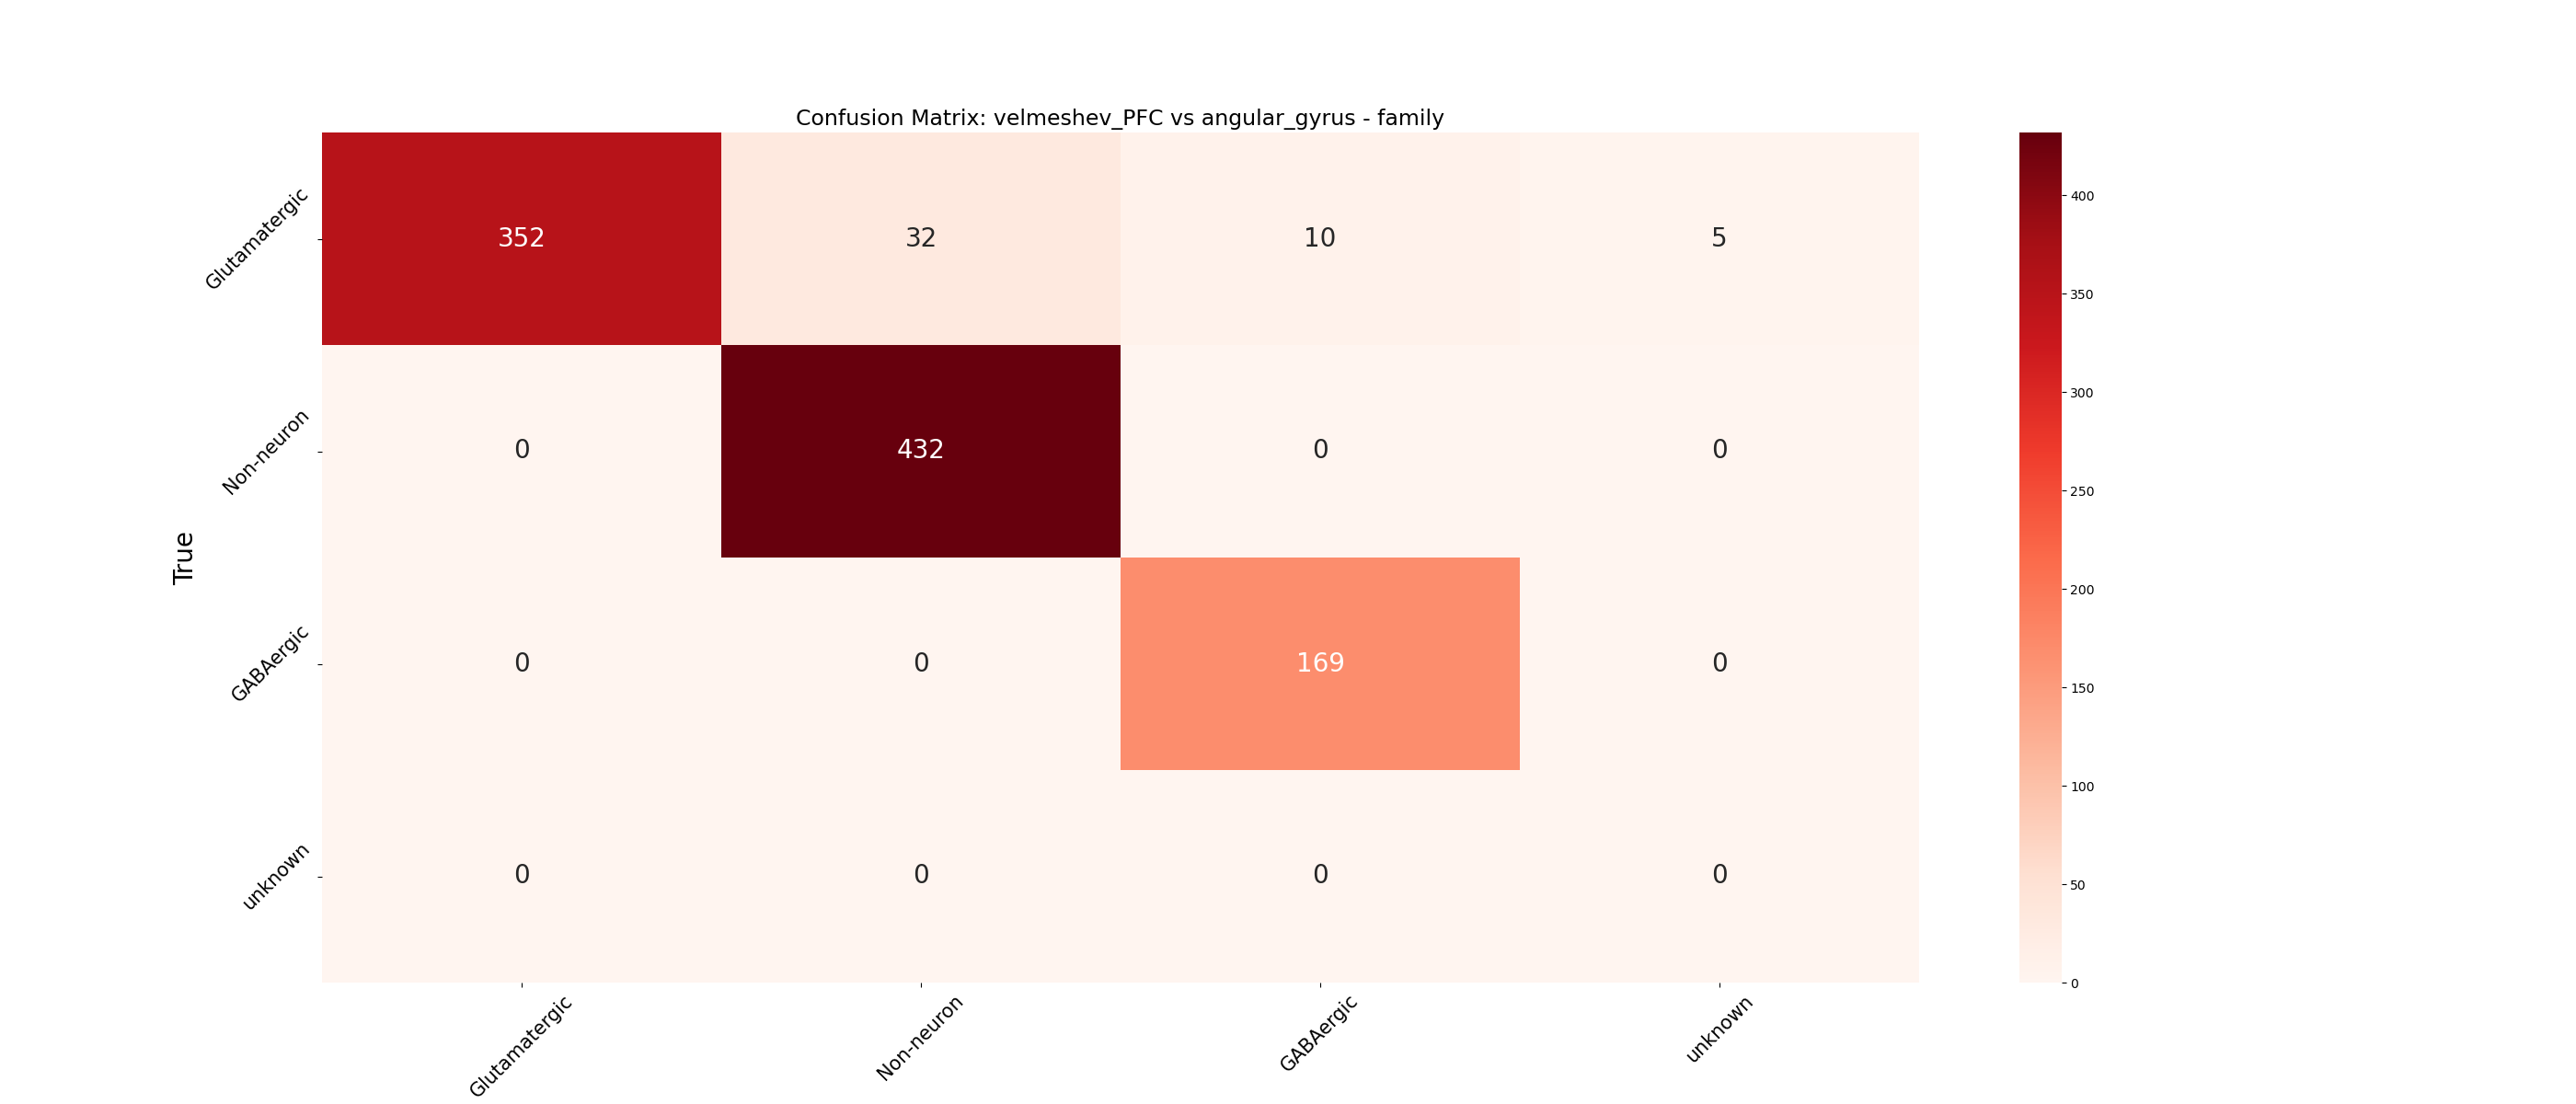 Confusion Matrix: velmeshev_PFC vs angular_gyrus - family
True
Glutamatergic
352 32 10 5
Non-neuron
0 432 0 0
GABAergic
0 0 169 0
unknown
0 0 0 0
Glutamatergic Non-neuron GABAergic unknown
400
350
300
250
200
150
100
50
0